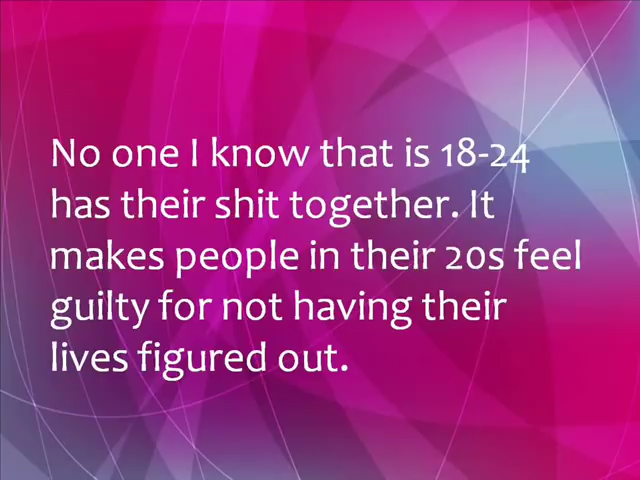 No one I know that is 18-24
has their shit together. It
makes people in their 20s feel
guilty for not having their
lives figured out.